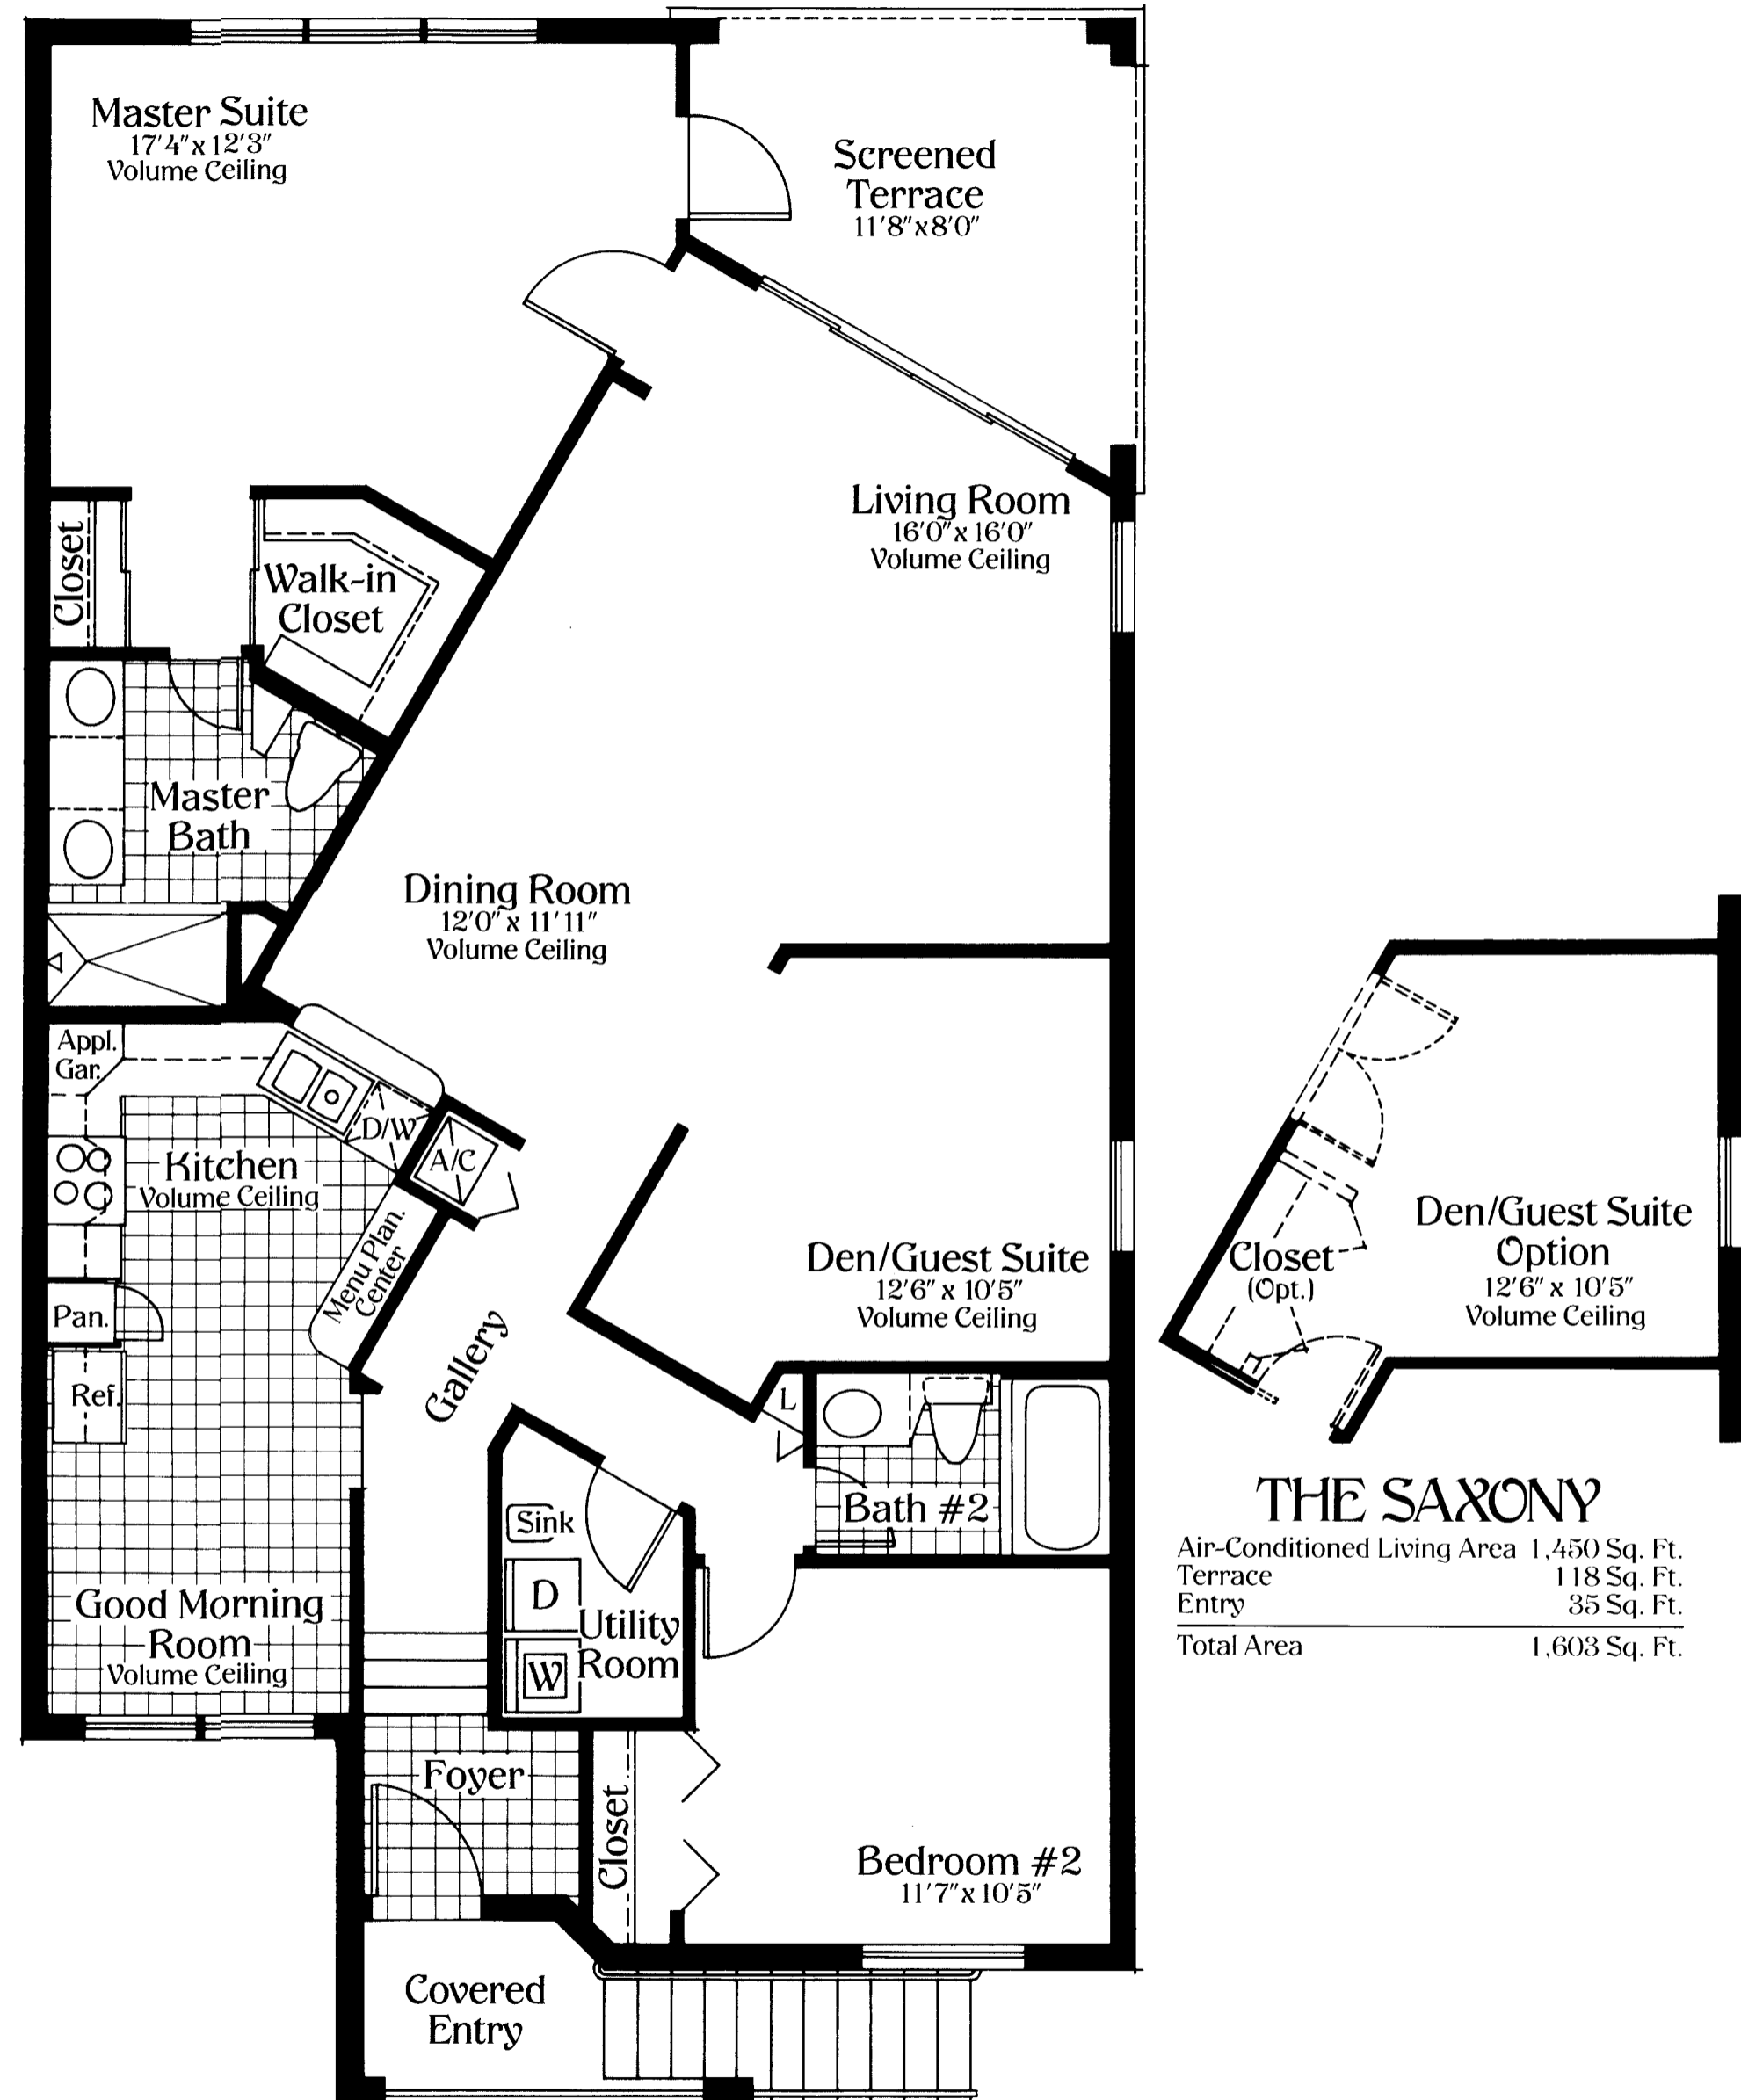 Master Suite
17'4" x 12'3"
Volume Ceiling
Screened
Terrace
11'8" x 8'0"
Living Room
16'0" x 16'0"
Volume Ceiling
Closet
Walk-in
Closet
Master
Bath
Dining Room
12'0" x 11'11"
Volume Ceiling
Appl.
Gar.
D/W
A/C
Kitchen
Volume Ceiling
Menu Plan.
Center
Pan.
Ref.
Gallery
Den/Guest Suite
12'6" x 10'5"
Volume Ceiling
Den/Guest Suite
Option
12'6" x 10'5"
Volume Ceiling
Closet
(Opt.)
L
Bath #2
Sink
D
W
Utility
Room
Good Morning
Room
Volume Ceiling
Foyer
Closet
Bedroom #2
11'7" x 10'5"
Covered
Entry
THE SAXONY
Air-Conditioned Living Area 1,450 Sq. Ft.
Terrace 118 Sq. Ft.
Entry 35 Sq. Ft.
Total Area 1,603 Sq. Ft.